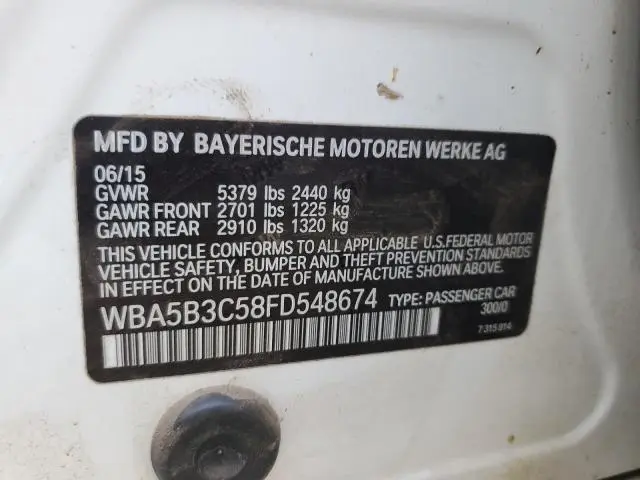 MFD BY BAYERISCHE MOTOREN WERKE AG
06/15
GVWR 5379 lbs 2440 kg
GAWR FRONT 2701 lbs 1225 kg
GAWR REAR 2910 lbs 1320 kg
THIS VEHICLE CONFORMS TO ALL APPLICABLE U.S.FEDERAL MOTOR
VEHICLE SAFETY, BUMPER AND THEFT PREVENTION STANDARDS
IN EFFECT ON THE DATE OF MANUFACTURE SHOWN ABOVE.
WBA5B3C58FD548674 TYPE: PASSENGER CAR
300/0
7 315 814